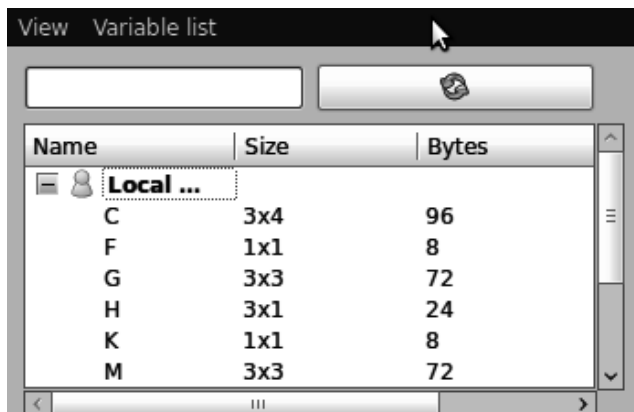 View Variable list
Name Size Bytes
Local ...
C 3x4 96
F 1x1 8
G 3x3 72
H 3x1 24
K 1x1 8
M 3x3 72